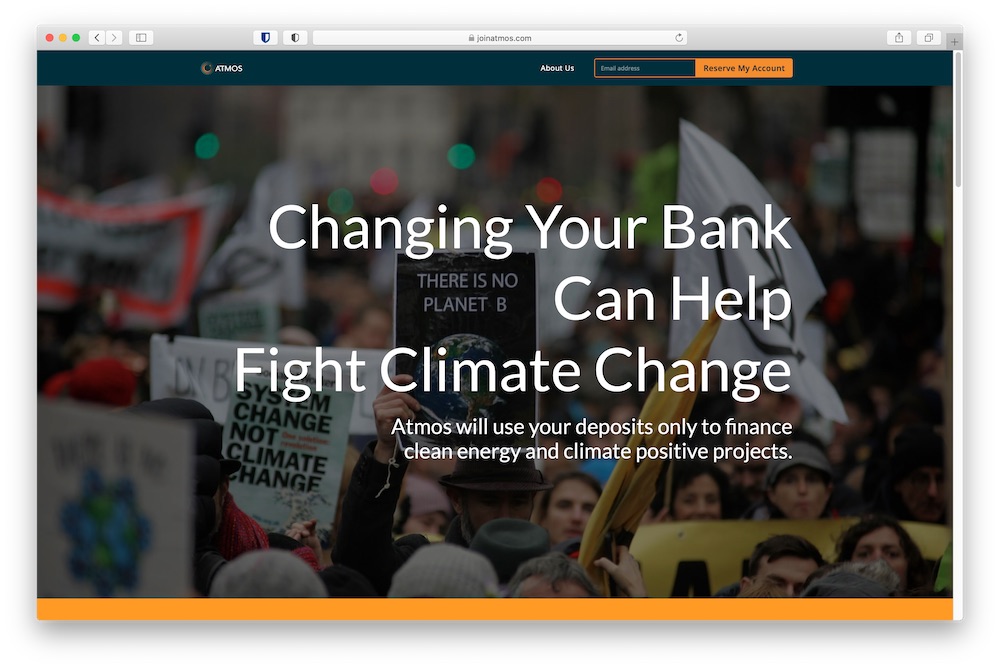 joinatmos.com
ATMOS
About Us
Email address
Reserve My Account
Changing Your Bank
Can Help
Fight Climate Change
THERE IS NO
PLANET B
Atmos will use your deposits only to finance
clean energy and climate positive projects.
SYSTEM
CHANGE
NOT
CLIMATE
CHANGE